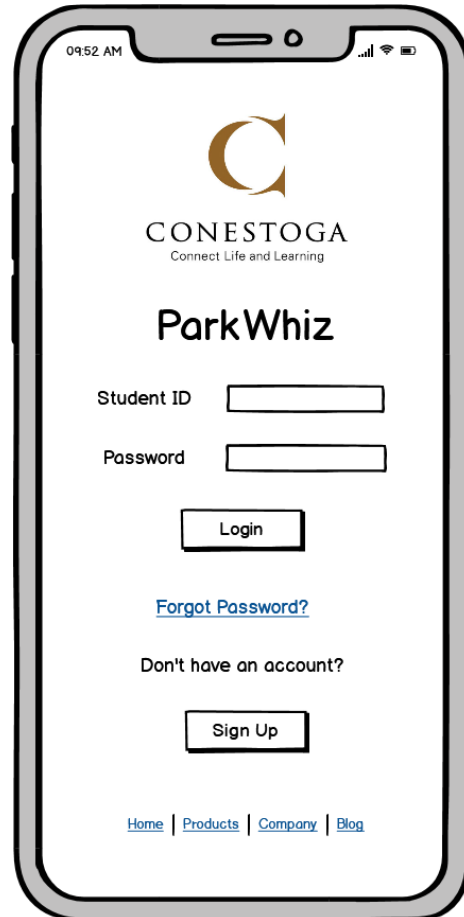 09:52 AM
CONESTOGA
Connect Life and Learning
ParkWhiz
Student ID
Password
Login
Forgot Password?
Don't have an account?
Sign Up
Home | Products | Company | Blog